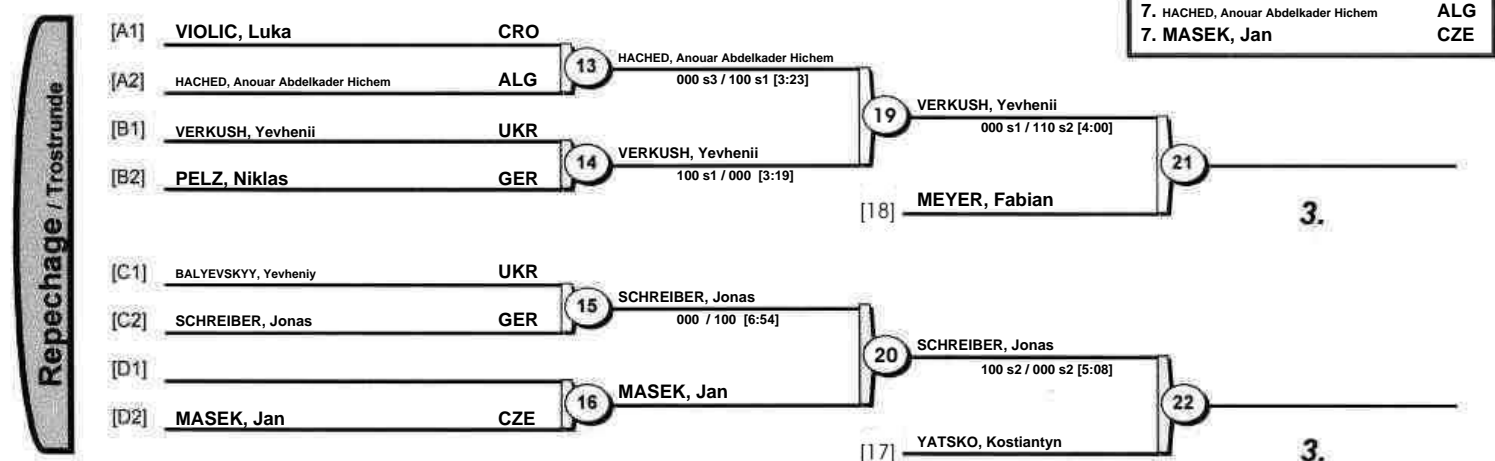 7. HACHED, Anouar Abdelkader Hichem ALG
7. MASEK, Jan CZE
Repechage / Trostrunde
[A1] VIOLIC, Luka CRO
[A2] HACHED, Anouar Abdelkader Hichem ALG
13 HACHED, Anouar Abdelkader Hichem
000 s3 / 100 s1 [3:23]
[B1] VERKUSH, Yevhenii UKR
[B2] PELZ, Niklas GER
14 VERKUSH, Yevhenii
100 s1 / 000 [3:19]
19 VERKUSH, Yevhenii
000 s1 / 110 s2 [4:00]
[18] MEYER, Fabian
21
3.
[C1] BALYEVSKYY, Yevheniy UKR
[C2] SCHREIBER, Jonas GER
15 SCHREIBER, Jonas
000 / 100 [6:54]
[D1]
[D2] MASEK, Jan CZE
16 MASEK, Jan
20 SCHREIBER, Jonas
100 s2 / 000 s2 [5:08]
[17] YATSKO, Kostiantyn
22
3.